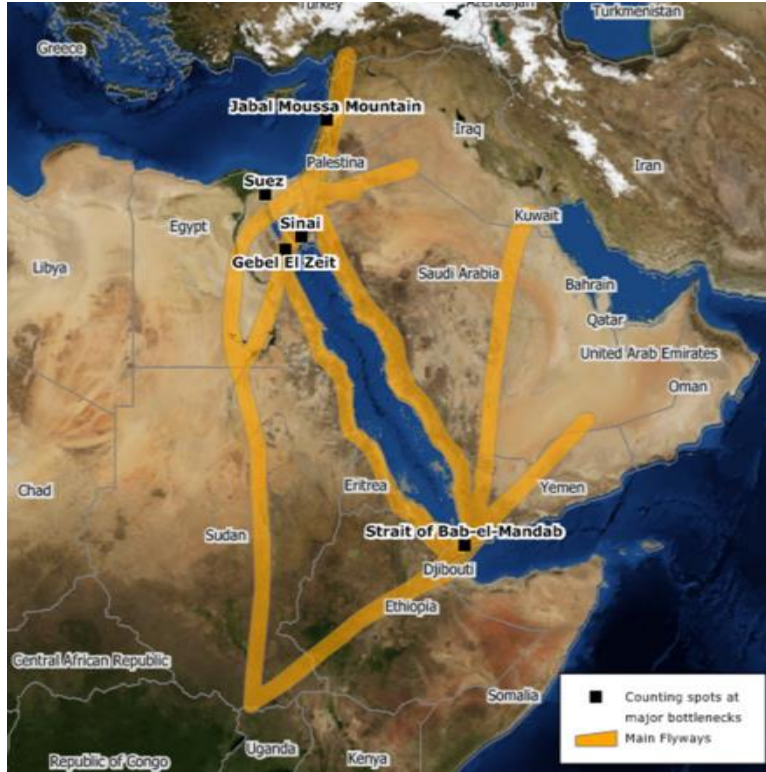 Turkey
Azerbaijan
Turkmenistan
Greece
Jabal Moussa Mountain
Iraq
Palestina
Iran
Suez
Egypt
Sinai
Kuwait
Gebel El Zeit
Libya
Saudi Arabia
Bahrain
Qatar
United Arab Emirates
Oman
Chad
Eritrea
Yemen
Sudan
Strait of Bab-el-Mandab
Djibouti
Ethiopia
Central African Republic
Somalia
Uganda
Republic of Congo
Kenya
Counting spots at
major bottlenecks
Main Flyways